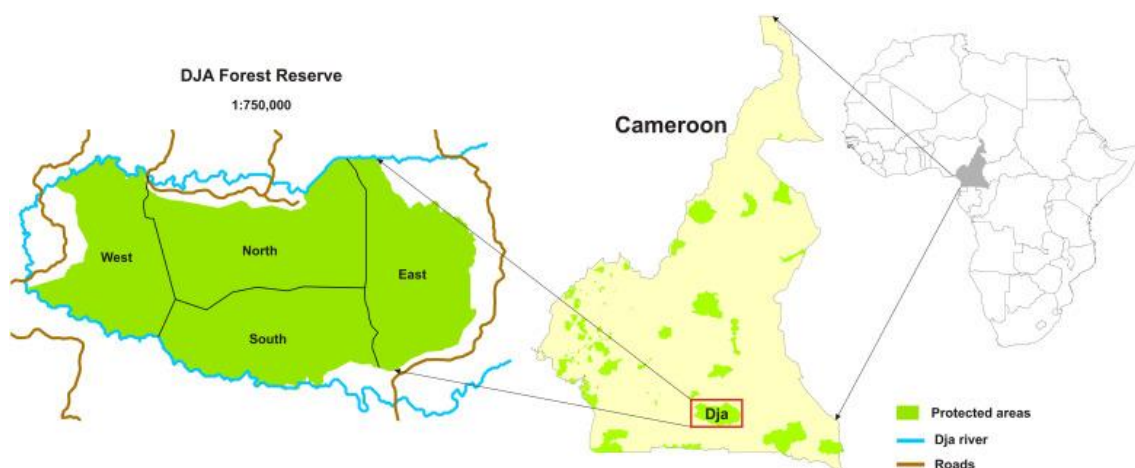 DJA Forest Reserve
1:750,000
West
North
East
South
Cameroon
Dja
Protected areas
Dja river
Roads